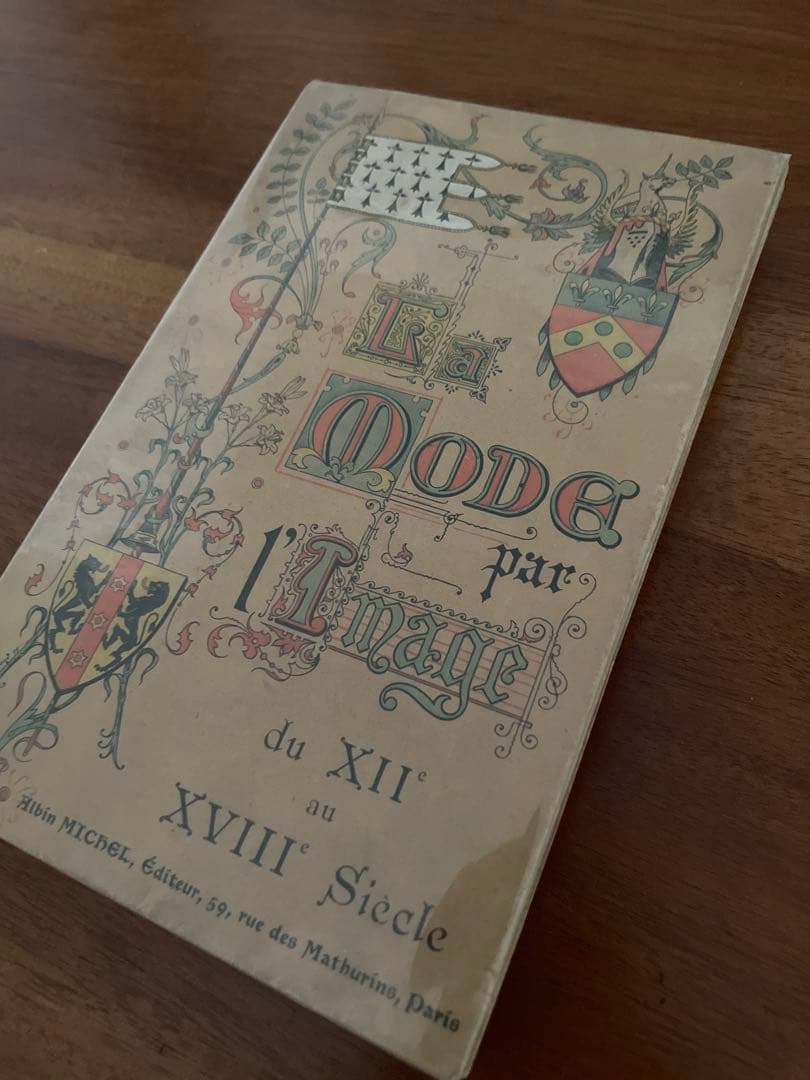 La
Mode
par
l'Image
du XIIe
au
XVIIIe Siècle
Albin MICHEL, Éditeur, 59, rue des Mathurins, Paris